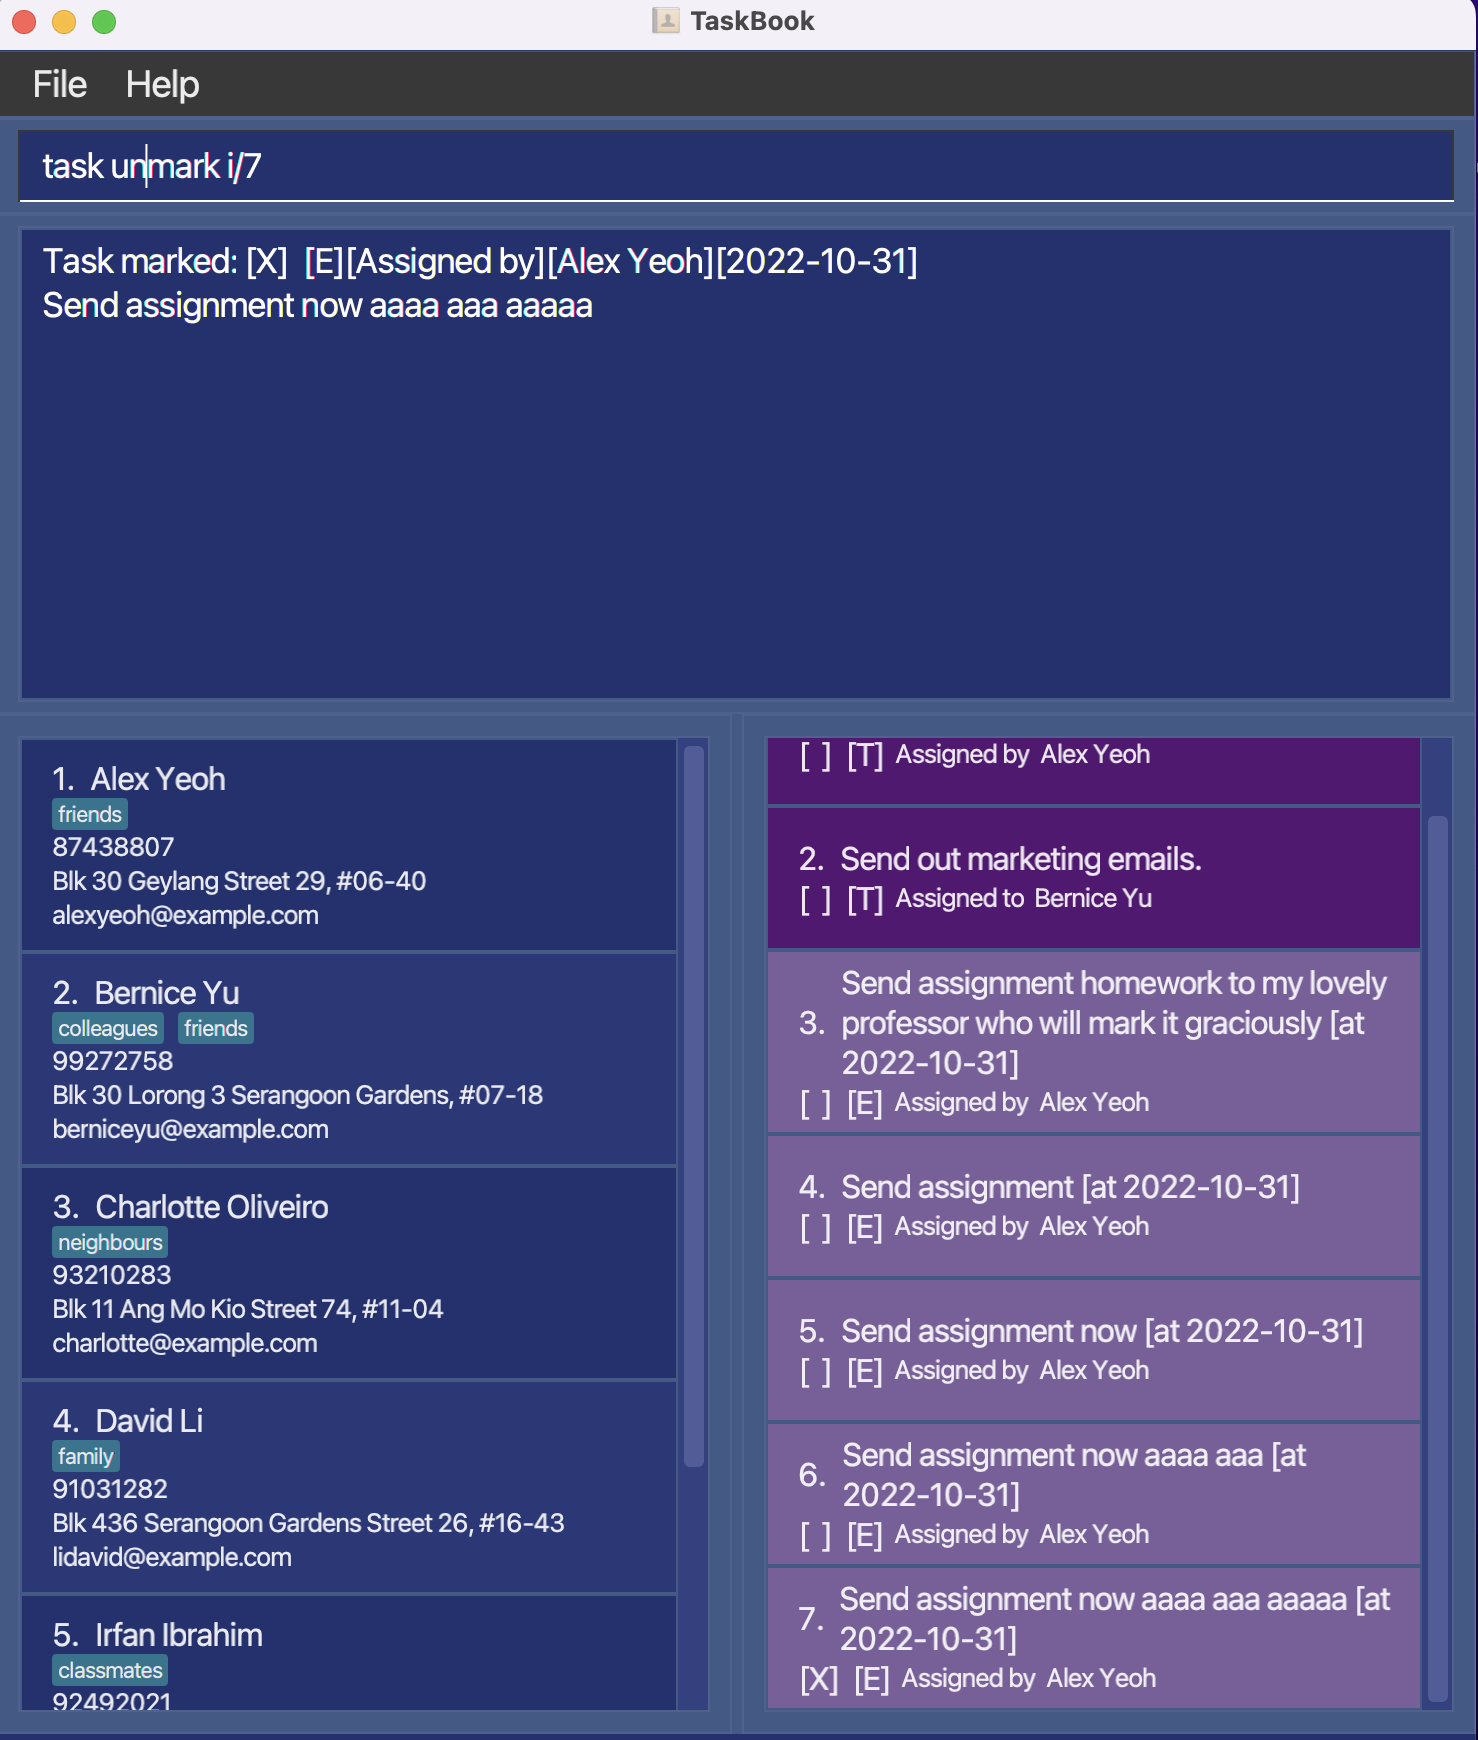 TaskBook
File Help
task unmark i/7
Task marked: [X] [E][Assigned by][Alex Yeoh][2022-10-31]
Send assignment now aaaa aaa aaaaa
1. Alex Yeoh
friends
87438807
Blk 30 Geylang Street 29, #06-40
alexyeoh@example.com
2. Bernice Yu
colleagues friends
99272758
Blk 30 Lorong 3 Serangoon Gardens, #07-18
berniceyu@example.com
3. Charlotte Oliveiro
neighbours
93210283
Blk 11 Ang Mo Kio Street 74, #11-04
charlotte@example.com
4. David Li
family
91031282
Blk 436 Serangoon Gardens Street 26, #16-43
lidavid@example.com
5. Irfan Ibrahim
classmates
92492021
[ ] [T] Assigned by Alex Yeoh
2. Send out marketing emails.
[ ] [T] Assigned to Bernice Yu
Send assignment homework to my lovely
3. professor who will mark it graciously [at
2022-10-31]
[ ] [E] Assigned by Alex Yeoh
4. Send assignment [at 2022-10-31]
[ ] [E] Assigned by Alex Yeoh
5. Send assignment now [at 2022-10-31]
[ ] [E] Assigned by Alex Yeoh
6. Send assignment now aaaa aaa [at
2022-10-31]
[ ] [E] Assigned by Alex Yeoh
7. Send assignment now aaaa aaa aaaaa [at
2022-10-31]
[X] [E] Assigned by Alex Yeoh